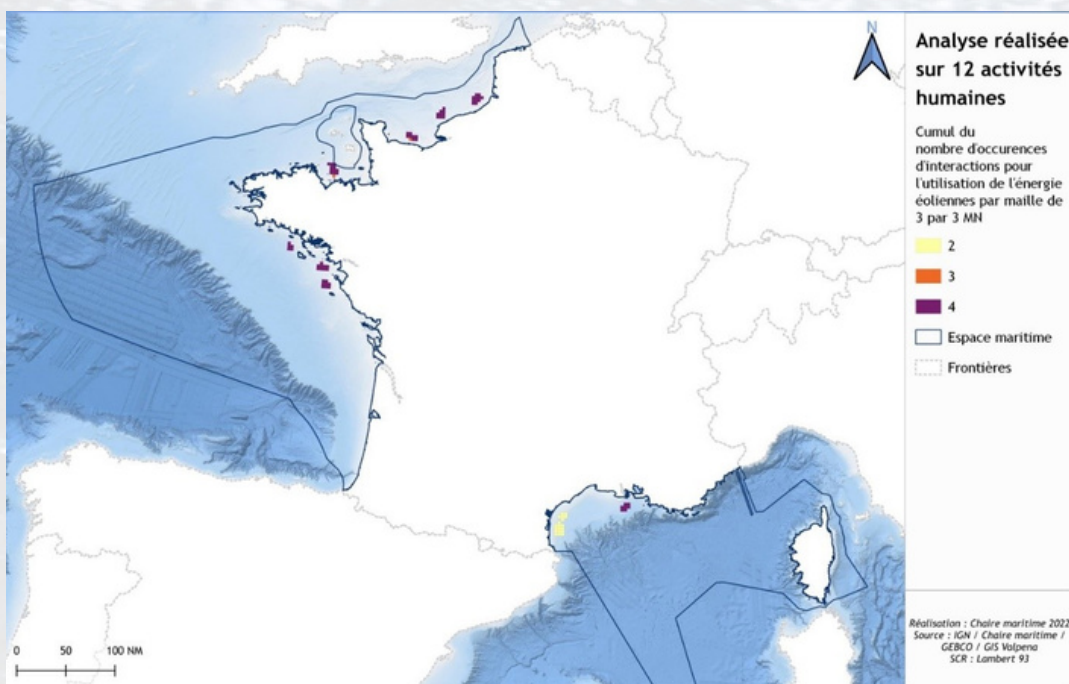 N
Analyse réalisée
sur 12 activités
humaines
Cumul du
nombre d'occurences
d'interactions pour
l'utilisation de l'énergie
éoliennes par maille de
3 par 3 MN
2
3
4
Espace maritime
Frontières
0 50 100 NM
Réalisation : Chaire maritime 2022
Source : IGN / Chaire maritime /
GEBCO / GIS Valpena
SCR : Lambert 93